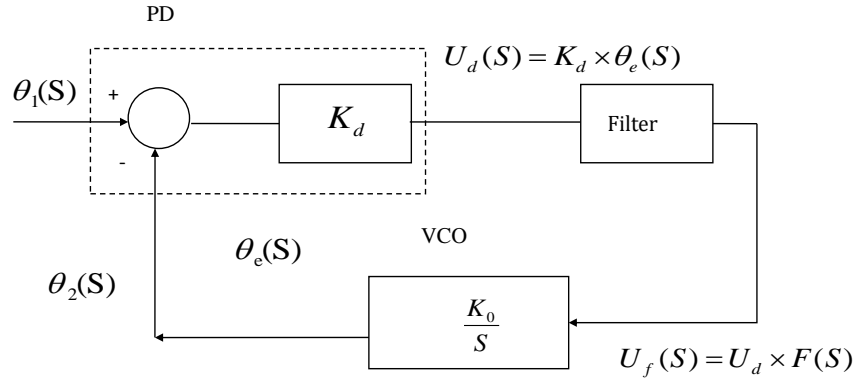 PD
U_d(S) = K_d × θ_e(S)
θ_1(S)
+
K_d
Filter
-
θ_e(S)
VCO
θ_2(S)
K_0
S
U_f(S) = U_d × F(S)